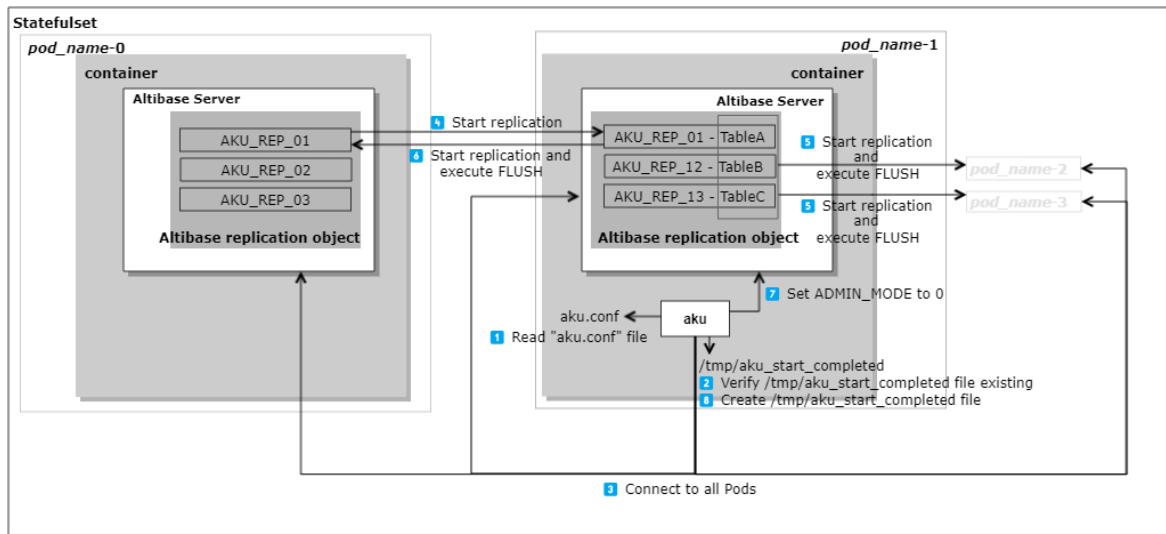 Statefulset
pod_name-0
container
Altibase Server
AKU_REP_01
AKU_REP_02
AKU_REP_03
Altibase replication object
4 Start replication
6 Start replication and
execute FLUSH
pod_name-1
container
Altibase Server
AKU_REP_01 - TableA
AKU_REP_12 - TableB
AKU_REP_13 - TableC
Altibase replication object
5 Start replication
and
execute FLUSH
5 Start replication
and
execute FLUSH
pod_name-2
pod_name-3
7 Set ADMIN_MODE to 0
aku
aku.conf
1 Read "aku.conf" file
/tmp/aku_start_completed
2 Verify /tmp/aku_start_completed file existing
8 Create /tmp/aku_start_completed file
3 Connect to all Pods